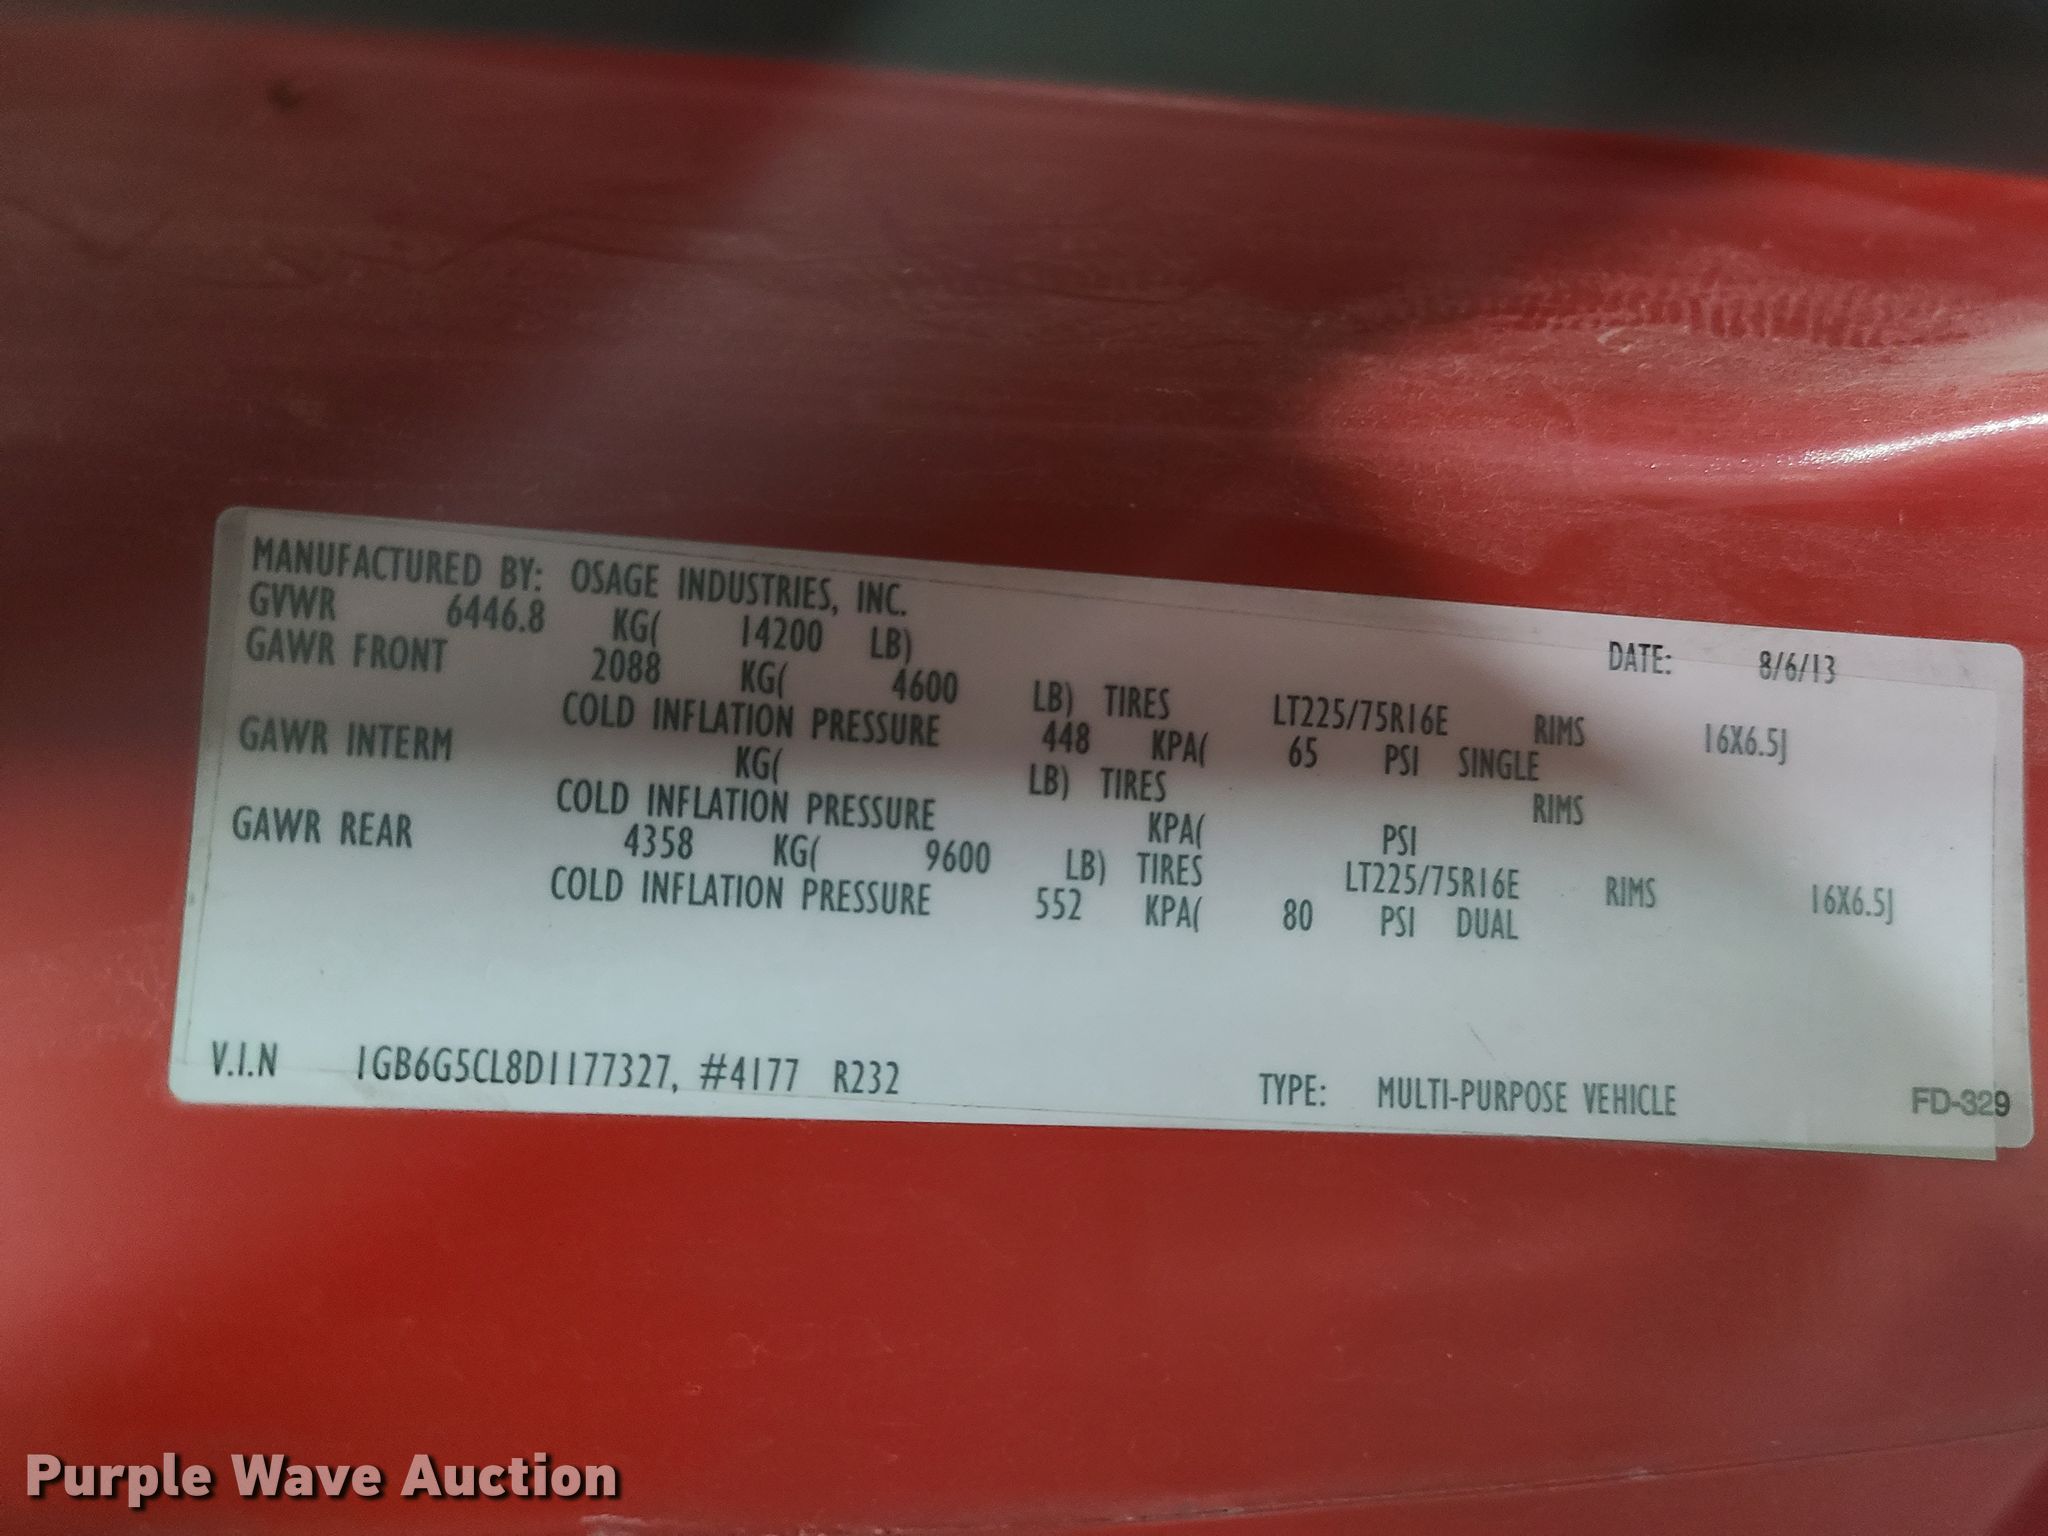 MANUFACTURED BY: OSAGE INDUSTRIES, INC.
DATE: 8/6/13
GVWR 6446.8 KG( 14200 LB)
GAWR FRONT 2088 KG( 4600 LB) TIRES LT225/75R16E RIMS 16X6.5J
COLD INFLATION PRESSURE 448 KPA( 65 PSI SINGLE
GAWR INTERM KG( LB) TIRES RIMS
COLD INFLATION PRESSURE KPA( PSI
GAWR REAR 4358 KG( 9600 LB) TIRES LT225/75R16E RIMS 16X6.5J
COLD INFLATION PRESSURE 552 KPA( 80 PSI DUAL
V.I.N 1GB6G5CL8D1177327, #4177 R232
TYPE: MULTI-PURPOSE VEHICLE
FD-329
Purple Wave Auction